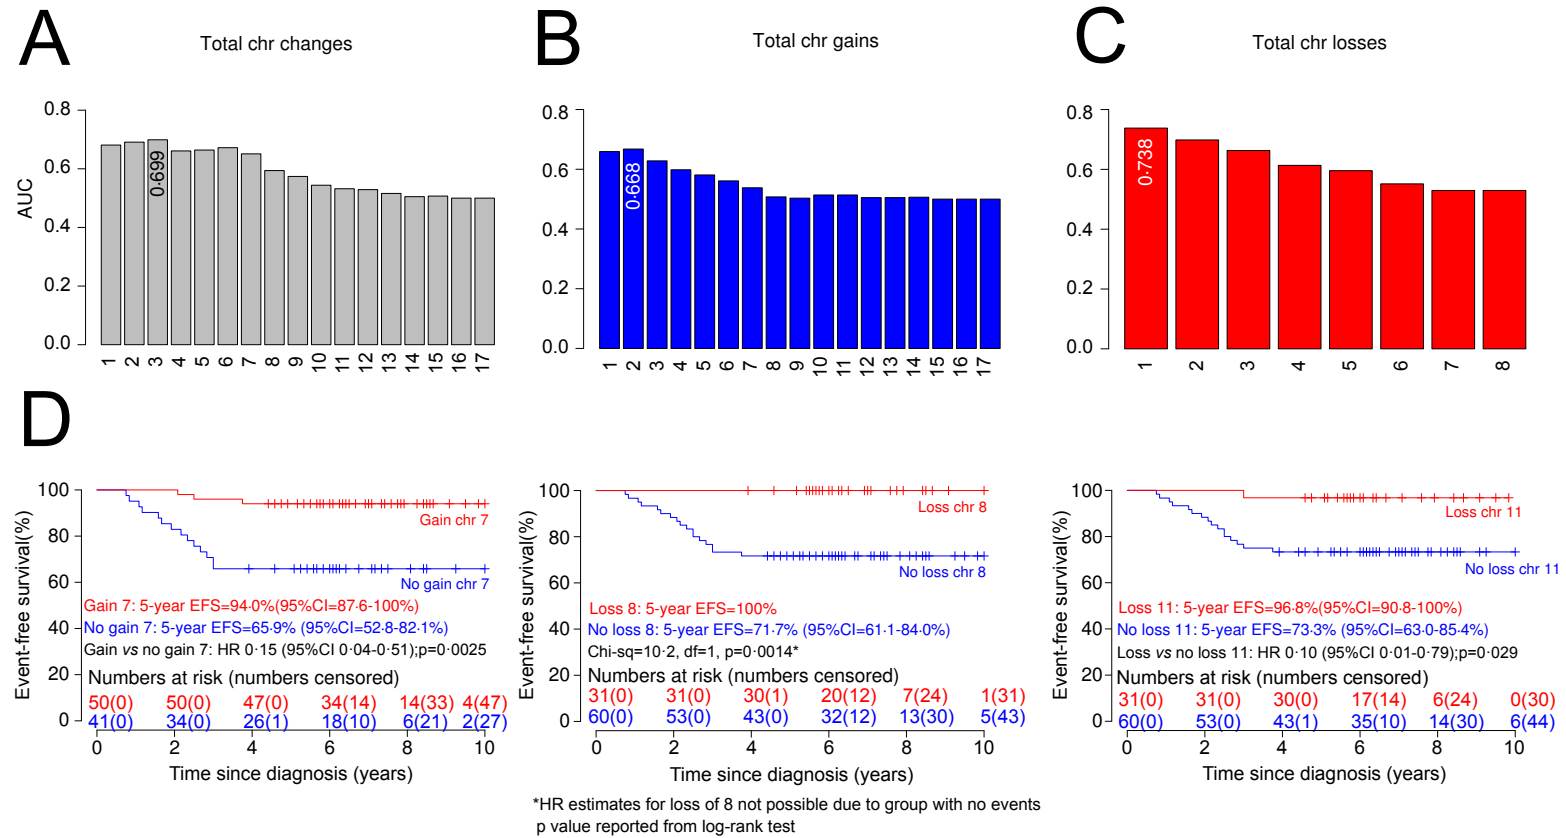 A
Total chr changes
AUC
0.8
0.6
0.4
0.2
0.0
0·699
1 2 3 4 5 6 7 8 9 10 11 12 13 14 15 16 17
B
Total chr gains
0.8
0.6
0.4
0.2
0.0
0·668
1 2 3 4 5 6 7 8 9 10 11 12 13 14 15 16 17
C
Total chr losses
0.8
0.6
0.4
0.2
0.0
0·738
1 2 3 4 5 6 7 8
D
Event-free survival(%)
100
80
60
40
20
0
Gain chr 7
No gain chr 7
Gain 7: 5-year EFS=94·0%(95%CI=87·6-100%)
No gain 7: 5-year EFS=65·9% (95%CI=52·8-82·1%)
Gain vs no gain 7: HR 0·15 (95%CI 0·04-0·51);p=0·0025
Numbers at risk (numbers censored)
50(0) 50(0) 47(0) 34(14) 14(33) 4(47)
41(0) 34(0) 26(1) 18(10) 6(21) 2(27)
0 2 4 6 8 10
Time since diagnosis (years)
Event-free survival(%)
100
80
60
40
20
0
Loss chr 8
No loss chr 8
Loss 8: 5-year EFS=100%
No loss 8: 5-year EFS=71·7% (95%CI=61·1-84·0%)
Chi-sq=10·2, df=1, p=0·0014*
Numbers at risk (numbers censored)
31(0) 31(0) 30(1) 20(12) 7(24) 1(31)
60(0) 53(0) 43(0) 32(12) 13(30) 5(43)
0 2 4 6 8 10
Time since diagnosis (years)
*HR estimates for loss of 8 not possible due to group with no events
p value reported from log-rank test
Event-free survival(%)
100
80
60
40
20
0
Loss chr 11
No loss chr 11
Loss 11: 5-year EFS=96·8%(95%CI=90·8-100%)
No loss 11: 5-year EFS=73·3% (95%CI=63·0-85·4%)
Loss vs no loss 11: HR 0·10 (95%CI 0·01-0·79);p=0·029
Numbers at risk (numbers censored)
31(0) 31(0) 30(0) 17(14) 6(24) 0(30)
60(0) 53(0) 43(1) 35(10) 14(30) 6(44)
0 2 4 6 8 10
Time since diagnosis (years)